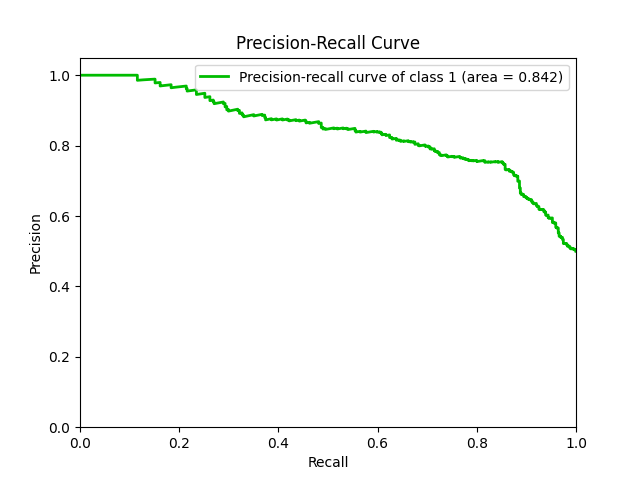 Precision-Recall Curve
Precision-recall curve of class 1 (area = 0.842)
1.0
0.8
0.6
0.4
0.2
0.0
Precision
0.0 0.2 0.4 0.6 0.8 1.0
Recall